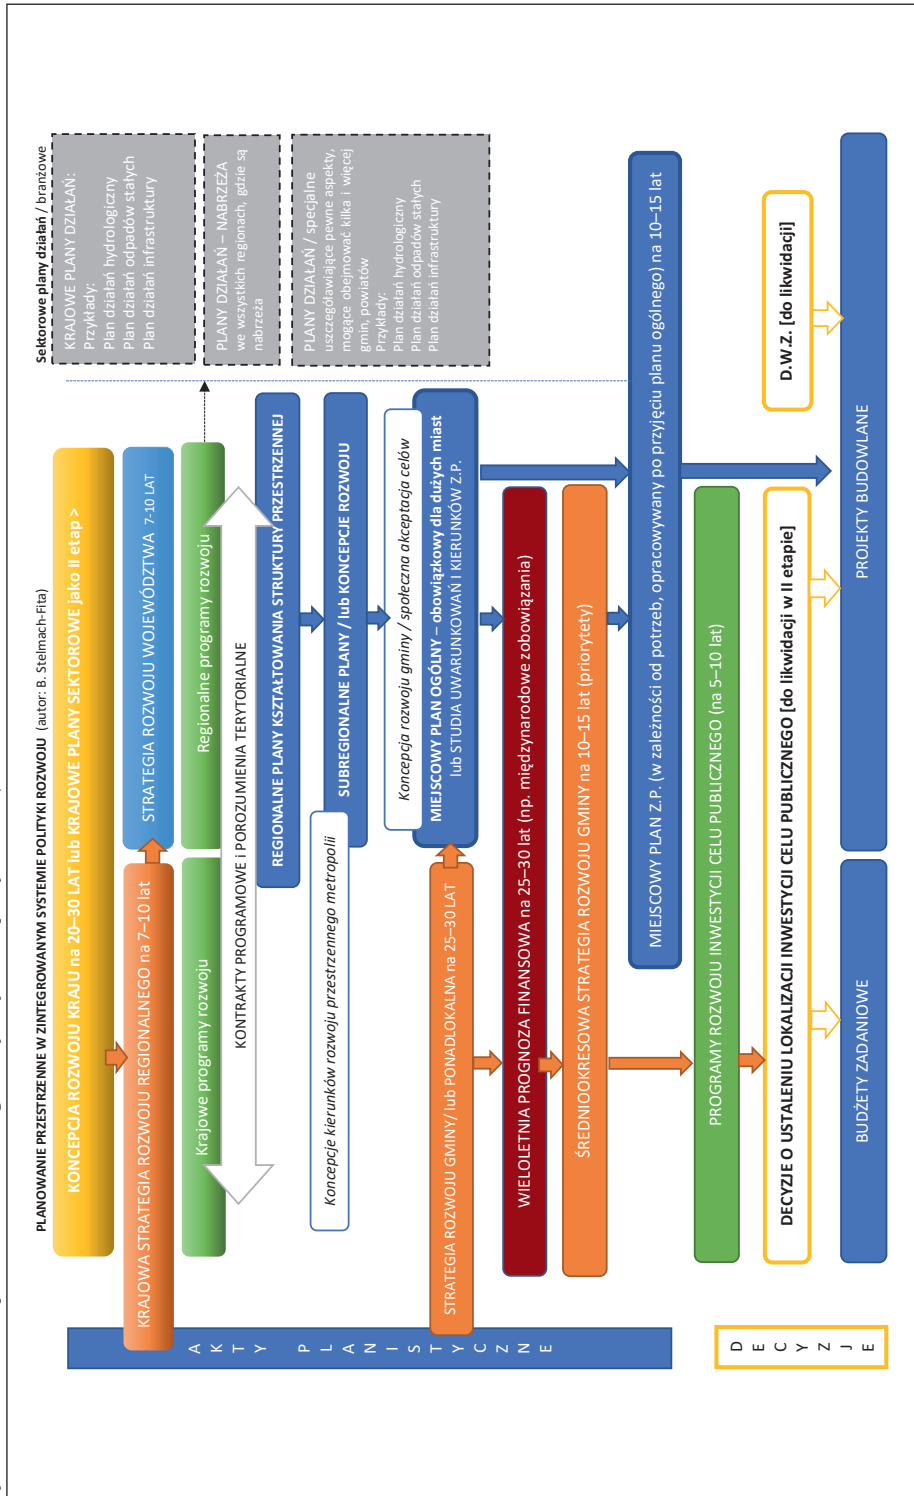 PLANOWANIE PRZESTRZENNE W ZINTEGROWANYM SYSTEMIE POLITYKI ROZWOJU (autor: B. Stelmach-Fita)
Sektorowe plany działań / branżowe
KONCEPCJA ROZWOJU KRAJU na 20–30 LAT lub KRAJOWE PLANY SEKTOROWE jako II etap >
KRAJOWA STRATEGIA ROZWOJU REGIONALNEGO na 7–10 lat
STRATEGIA ROZWOJU WOJEWÓDZTWA 7-10 LAT
Krajowe programy rozwoju
Regionalne programy rozwoju
KONTRAKTY PROGRAMOWE i POROZUMIENIA TERYTORIALNE
REGIONALNE PLANY KSZTAŁTOWANIA STRUKTURY PRZESTRZENNEJ
Koncepcje kierunków rozwoju przestrzennego metropolii
SUBREGIONALNE PLANY / lub KONCEPCJE ROZWOJU
Koncepcja rozwoju gminy / społeczna akceptacja celów
STRATEGIA ROZWOJU GMINY/ lub PONADLOKALNA na 25–30 LAT
MIEJSCOWY PLAN OGÓLNY – obowiązkowy dla dużych miast
lub STUDIA UWARUNKOWAŃ I KIERUNKÓW Z.P.
WIELOLETNIA PROGNOZA FINANSOWA na 25–30 lat (np. międzynarodowe zobowiązania)
ŚREDNIOOKRESOWA STRATEGIA ROZWOJU GMINY na 10–15 lat (priorytety)
MIEJSCOWY PLAN Z.P. (w zależności od potrzeb, opracowywany po przyjęciu planu ogólnego) na 10–15 lat
PROGRAMY ROZWOJU INWESTYCJI CELU PUBLICZNEGO (na 5–10 lat)
DECYZJE O USTALENIU LOKALIZACJI INWESTYCJI CELU PUBLICZNEGO [do likwidacji w II etapie]
D.W.Z. [do likwidacji]
BUDŻETY ZADANIOWE
PROJEKTY BUDOWLANE
KRAJOWE PLANY DZIAŁAŃ:
Przykłady:
Plan działań hydrologiczny
Plan działań odpadów stałych
Plan działań infrastruktury
PLANY DZIAŁAŃ – NABRZEŻA
we wszystkich regionach, gdzie są
nabrzeża
PLANY DZIAŁAŃ / specjalne
uszczegóławiające pewne aspekty,
mogące obejmować kilka i więcej
gmin, powiatów
Przykłady:
Plan działań hydrologiczny
Plan działań odpadów stałych
Plan działań infrastruktury
AKTY PLANISTYCZNE
DECYZJE